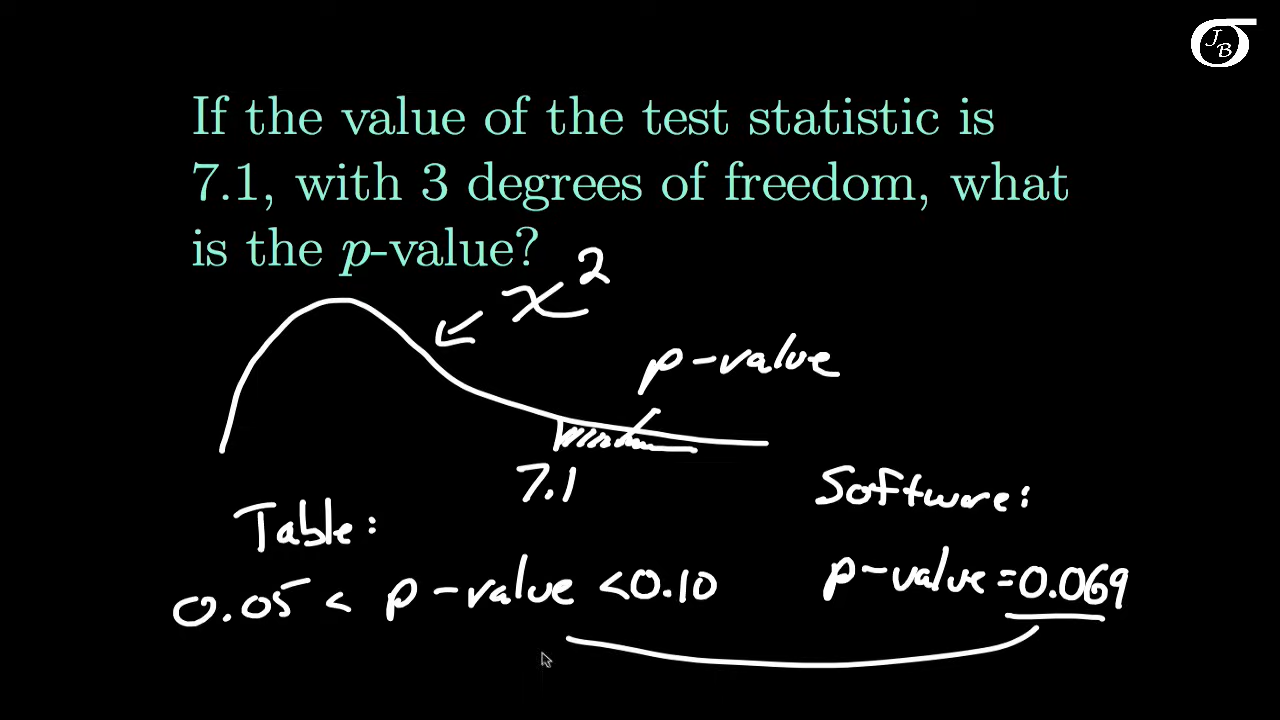 J
B
If the value of the test statistic is
7.1, with 3 degrees of freedom, what
is the p-value?
χ²
p-value
7.1
Software:
Table:
0.05 < p-value < 0.10
p-value = 0.069